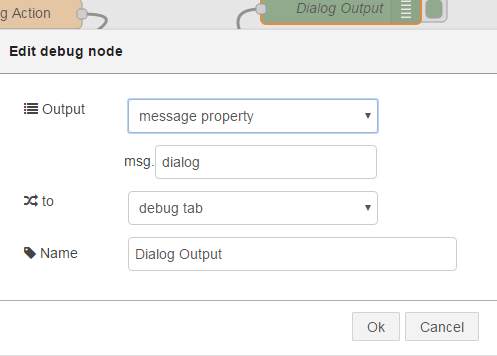 g Action
Dialog Output
Edit debug node
Output
message property
msg.dialog
to
debug tab
Name
Dialog Output
Ok
Cancel